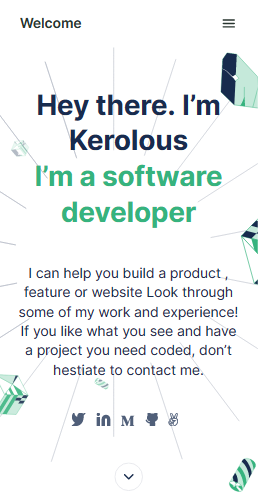 Welcome
Hey there. I’m
Kerolous
I’m a software
developer
I can help you build a product ,
feature or website Look through
some of my work and experience!
If you like what you see and have
a project you need coded, don’t
hestiate to contact me.